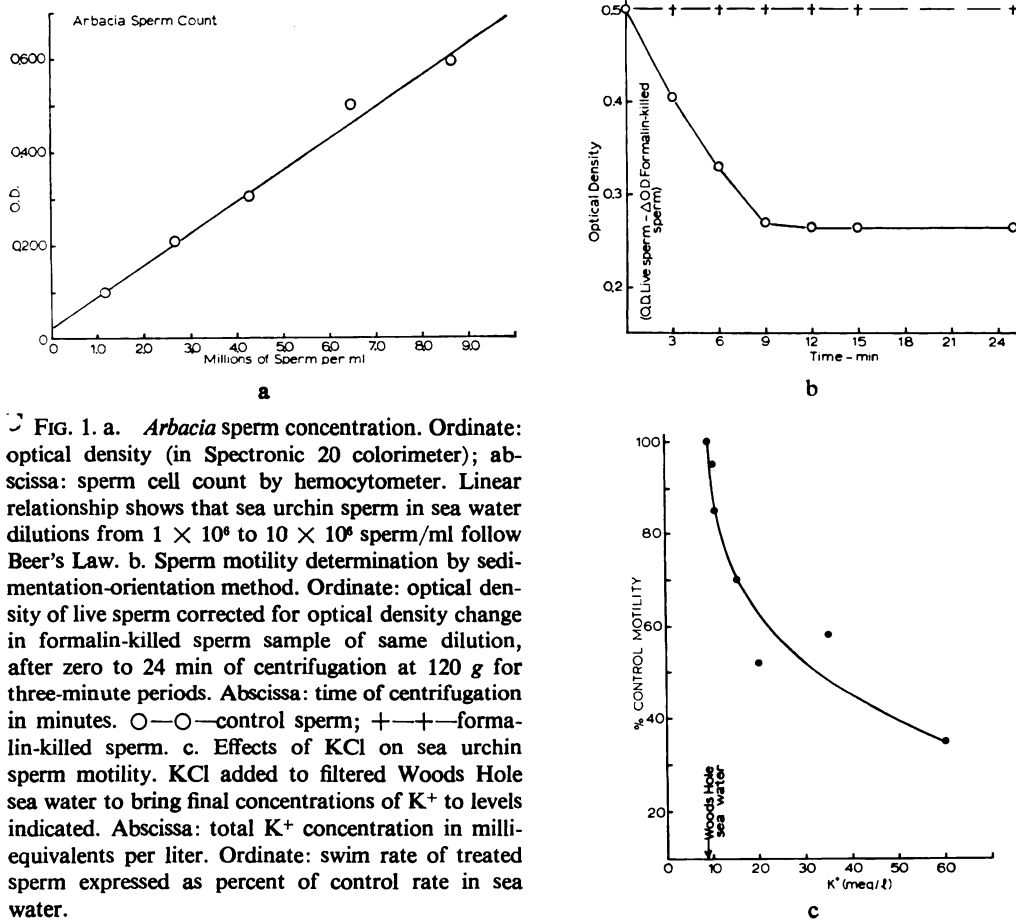 Arbacia Sperm Count
0,600
0,400
0,200
0
O.D.
0 1.0 2.0 3.0 4.0 5.0 6.0 7.0 8.0 9.0
Millions of Sperm per ml
a
0.5
0.4
0.3
0.2
Optical Density
(O.D. Live sperm - ΔO.D. Formalin-killed
sperm)
3 6 9 12 15 18 21 24
Time - min
b
FIG. 1. a. Arbacia sperm concentration. Ordinate:
optical density (in Spectronic 20 colorimeter); ab-
scissa: sperm cell count by hemocytometer. Linear
relationship shows that sea urchin sperm in sea water
dilutions from 1 × 10⁶ to 10 × 10⁶ sperm/ml follow
Beer's Law. b. Sperm motility determination by sedi-
mentation-orientation method. Ordinate: optical den-
sity of live sperm corrected for optical density change
in formalin-killed sperm sample of same dilution,
after zero to 24 min of centrifugation at 120 g for
three-minute periods. Abscissa: time of centrifugation
in minutes. O—O—control sperm; +—+—forma-
lin-killed sperm. c. Effects of KCl on sea urchin
sperm motility. KCl added to filtered Woods Hole
sea water to bring final concentrations of K⁺ to levels
indicated. Abscissa: total K⁺ concentration in milli-
equivalents per liter. Ordinate: swim rate of treated
sperm expressed as percent of control rate in sea
water.
100
80
60
40
20
% CONTROL MOTILITY
Woods Hole
sea water
0 10 20 30 40 50 60
K⁺(meq/ℓ)
c